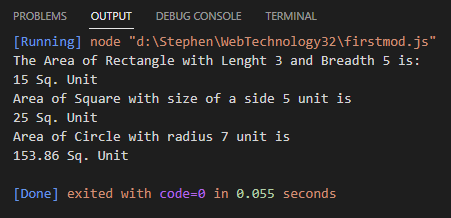 PROBLEMS OUTPUT DEBUG CONSOLE TERMINAL
[Running] node "d:\Stephen\WebTechnology32\firstmod.js"
The Area of Rectangle with Lenght 3 and Breadth 5 is:
15 Sq. Unit
Area of Square with size of a side 5 unit is
25 Sq. Unit
Area of Circle with radius 7 unit is
153.86 Sq. Unit
[Done] exited with code=0 in 0.055 seconds